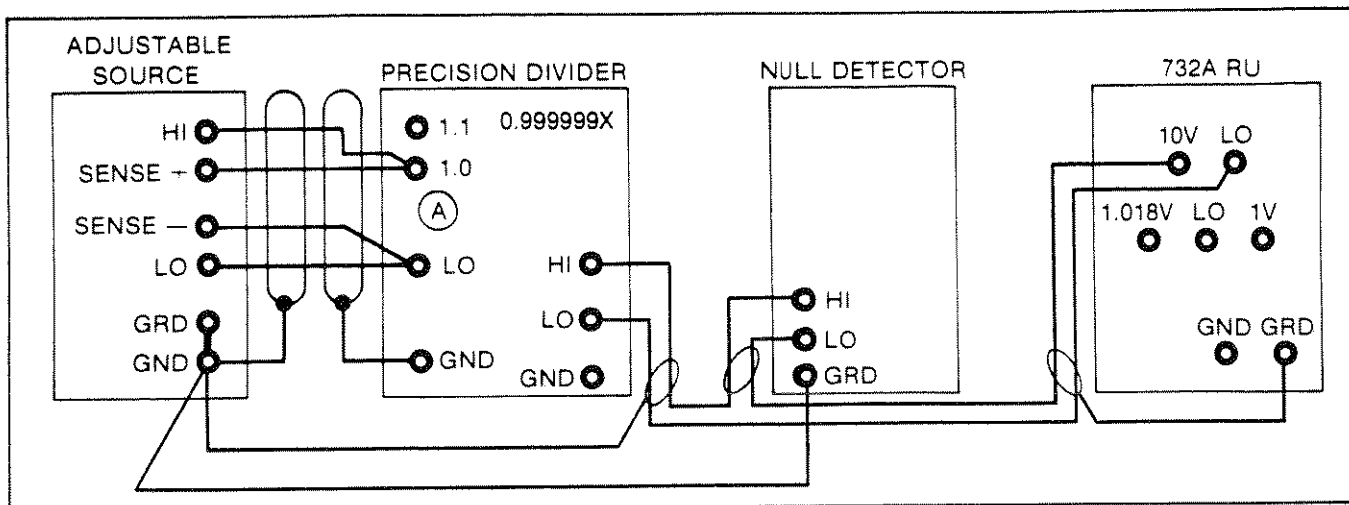 ADJUSTABLE
SOURCE
HI
SENSE +
SENSE —
LO
GRD
GND
PRECISION DIVIDER
1.1 0.999999X
1.0
A
LO
GND
HI
LO
GND
NULL DETECTOR
HI
LO
GRD
732A RU
10V LO
1.018V LO 1V
GND GRD